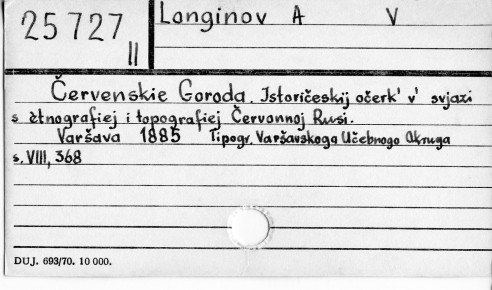 25727
II
Longinov A V
Červenskie Goroda. Istoričeskij očerk' v' svjazi
s ètnografiej i topografiej Červonnoj Rusi.
Varšava 1885 Tipogr. Varšavskoga Učebnogo Okruga
s. VIII, 368
DUJ. 693/70. 10 000.